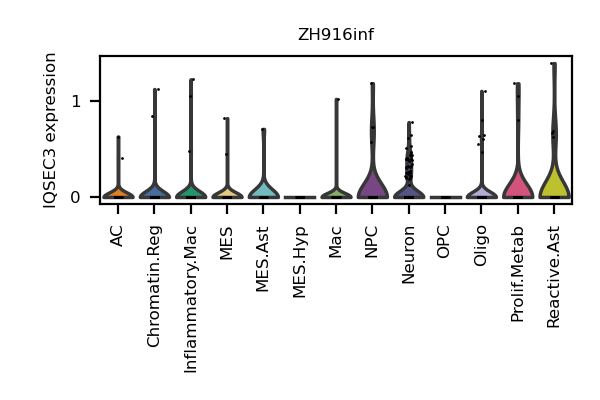 ZH916inf
IQSEC3 expression
1
0
AC
Chromatin.Reg
Inflammatory.Mac
MES
MES.Ast
MES.Hyp
Mac
NPC
Neuron
OPC
Oligo
Prolif.Metab
Reactive.Ast